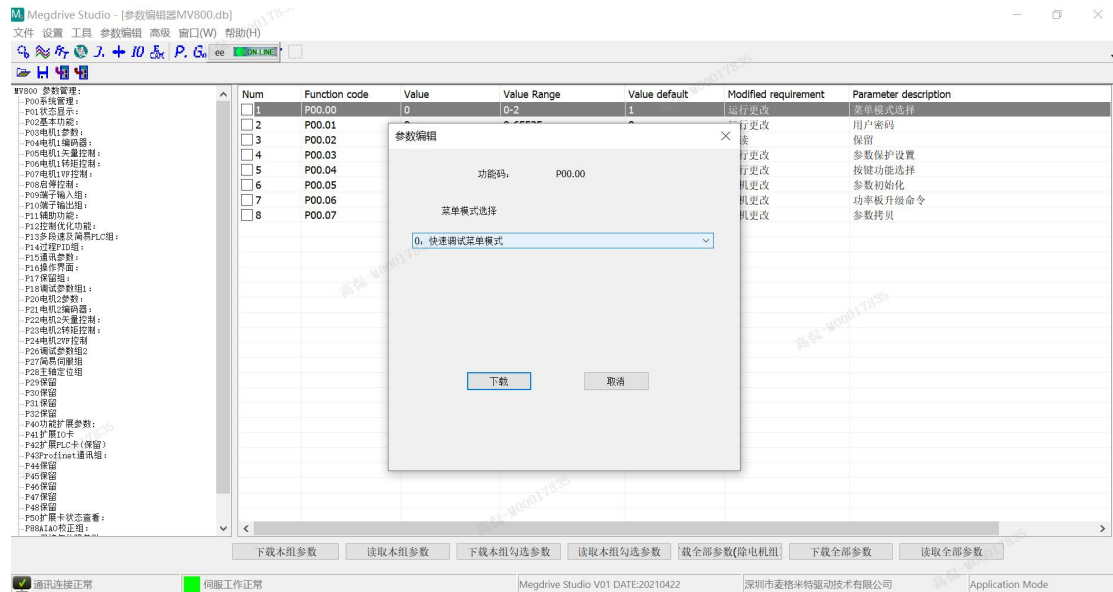 Megdrive Studio - [参数编辑器MV800.db]
文件 设置 工具 参数编辑 高级 窗口(W) 帮助(H)
ee ON-LINE
MV800 参数管理:
P00系统管理:
P01状态显示:
P02基本功能:
P03电机1参数:
P04电机1编码器:
P05电机1矢量控制:
P06电机1转矩控制:
P07电机1VF控制:
P08启停控制:
P09端子输入组:
P10端子输出组:
P11辅助功能:
P12控制优化功能:
P13多段速及简易PLC组:
P14过程PID组:
P15通讯参数:
P16操作界面:
P17保留组:
P18调试参数组1:
P20电机2参数:
P21电机2编码器:
P22电机2矢量控制:
P23电机2转矩控制:
P24电机2VF控制
P26调试参数组2
P27简易伺服组
P28主轴定位组
P29保留
P30保留
P31保留
P32保留
P40功能扩展参数:
P41扩展IO卡
P42扩展PLC卡(保留)
P43Profinet通讯组:
P44保留
P45保留
P46保留
P47保留
P48保留
P50扩展卡状态查看:
P88AIAO校正组:
Num Function code Value Value Range Value default Modified requirement Parameter description
1 P00.00 0 0-2 1 运行更改 菜单模式选择
2 P00.01 行更改 用户密码
3 P00.02 读 保留
4 P00.03 行更改 参数保护设置
5 P00.04 行更改 按键功能选择
6 P00.05 机更改 参数初始化
7 P00.06 机更改 功率板升级命令
8 P00.07 机更改 参数拷贝
参数编辑
功能码: P00.00
菜单模式选择
0: 快速调试菜单模式
下载 取消
下载本组参数 读取本组参数 下载本组勾选参数 读取本组勾选参数 载全部参数(除电机组 下载全部参数 读取全部参数
通讯连接正常 伺服工作正常 Megdrive Studio V01 DATE:20210422 深圳市麦格米特驱动技术有限公司 Application Mode